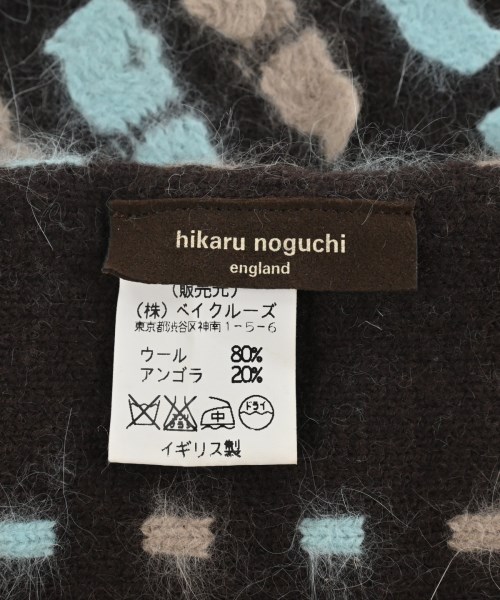 hikaru noguchi
england
(販売元)
(株) ベイクルーズ
東京都渋谷区神南1-5-6
ウール 80%
アンゴラ 20%
中 ドライ
イギリス製